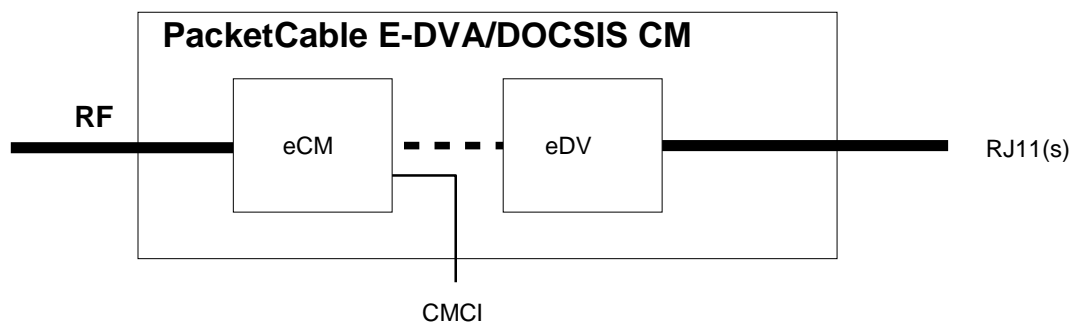 PacketCable E-DVA/DOCSIS CM
RF
eCM
eDV
RJ11(s)
CMCI